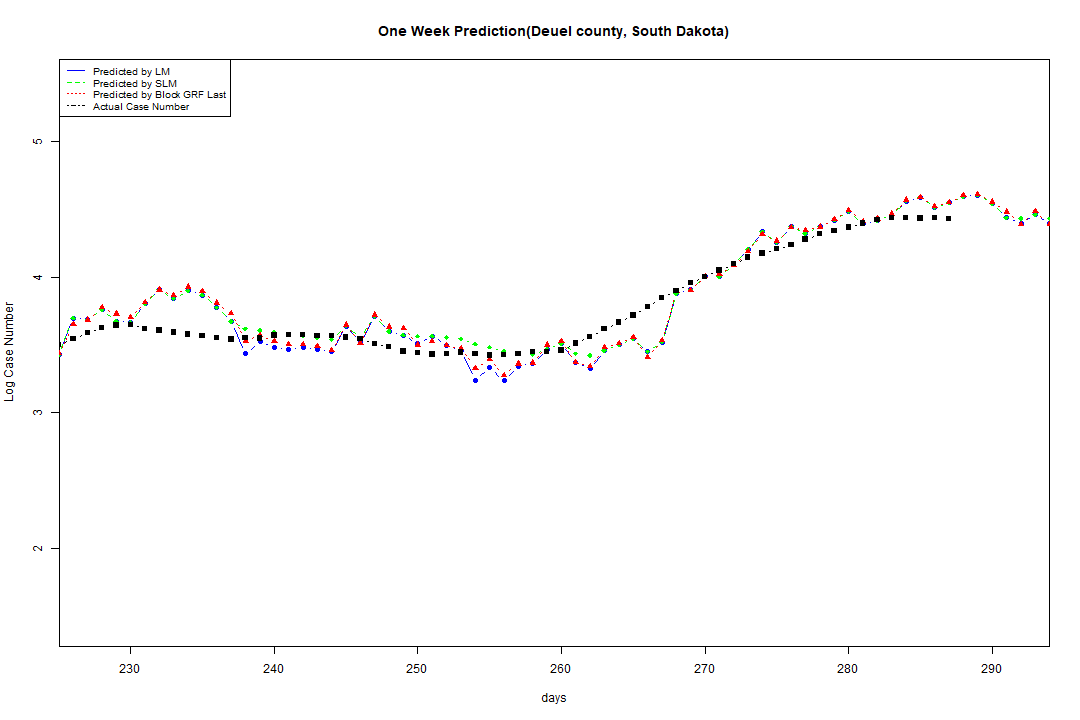 One Week Prediction(Deuel county, South Dakota)
Predicted by LM
Predicted by SLM
Predicted by Block GRF Last
Actual Case Number
5
4
3
2
Log Case Number
230 240 250 260 270 280 290
days